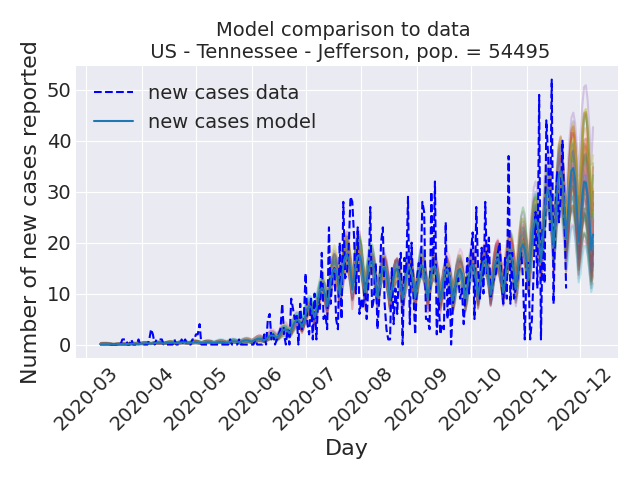 Model comparison to data
US - Tennessee - Jefferson, pop. = 54495
Number of new cases reported
50
40
30
20
10
0
new cases data
new cases model
2020-03
2020-04
2020-05
2020-06
2020-07
2020-08
2020-09
2020-10
2020-11
2020-12
Day